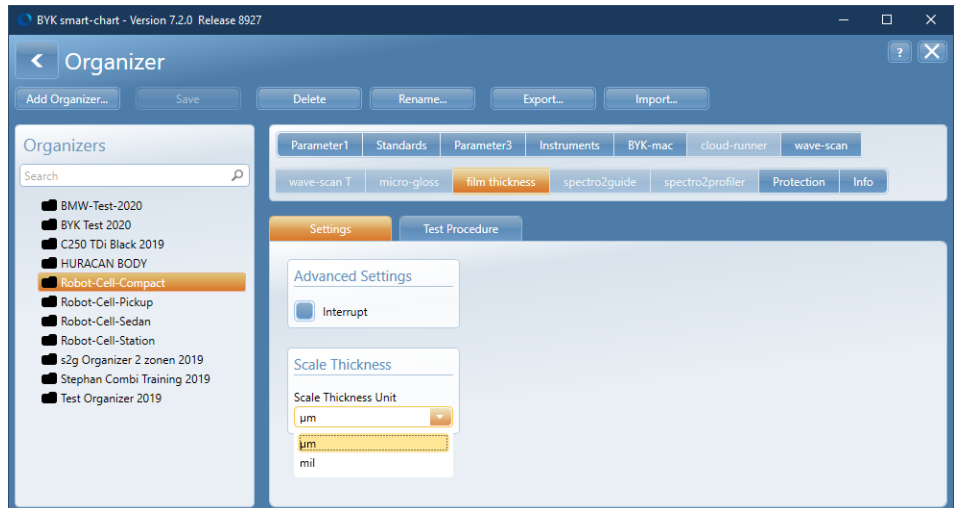 BYK smart-chart - Version 7.2.0 Release 8927
Organizer
?
Add Organizer... Save Delete Rename... Export... Import...
Organizers
Search
BMW-Test-2020
BYK Test 2020
C250 TDi Black 2019
HURACAN BODY
Robot-Cell-Compact
Robot-Cell-Pickup
Robot-Cell-Sedan
Robot-Cell-Station
s2g Organizer 2 zonen 2019
Stephan Combi Training 2019
Test Organizer 2019
Parameter1 Standards Parameter3 Instruments BYK-mac cloud-runner wave-scan
wave-scan T micro-gloss film thickness spectro2guide spectro2profiler Protection Info
Settings Test Procedure
Advanced Settings
Interrupt
Scale Thickness
Scale Thickness Unit
µm
µm
mil